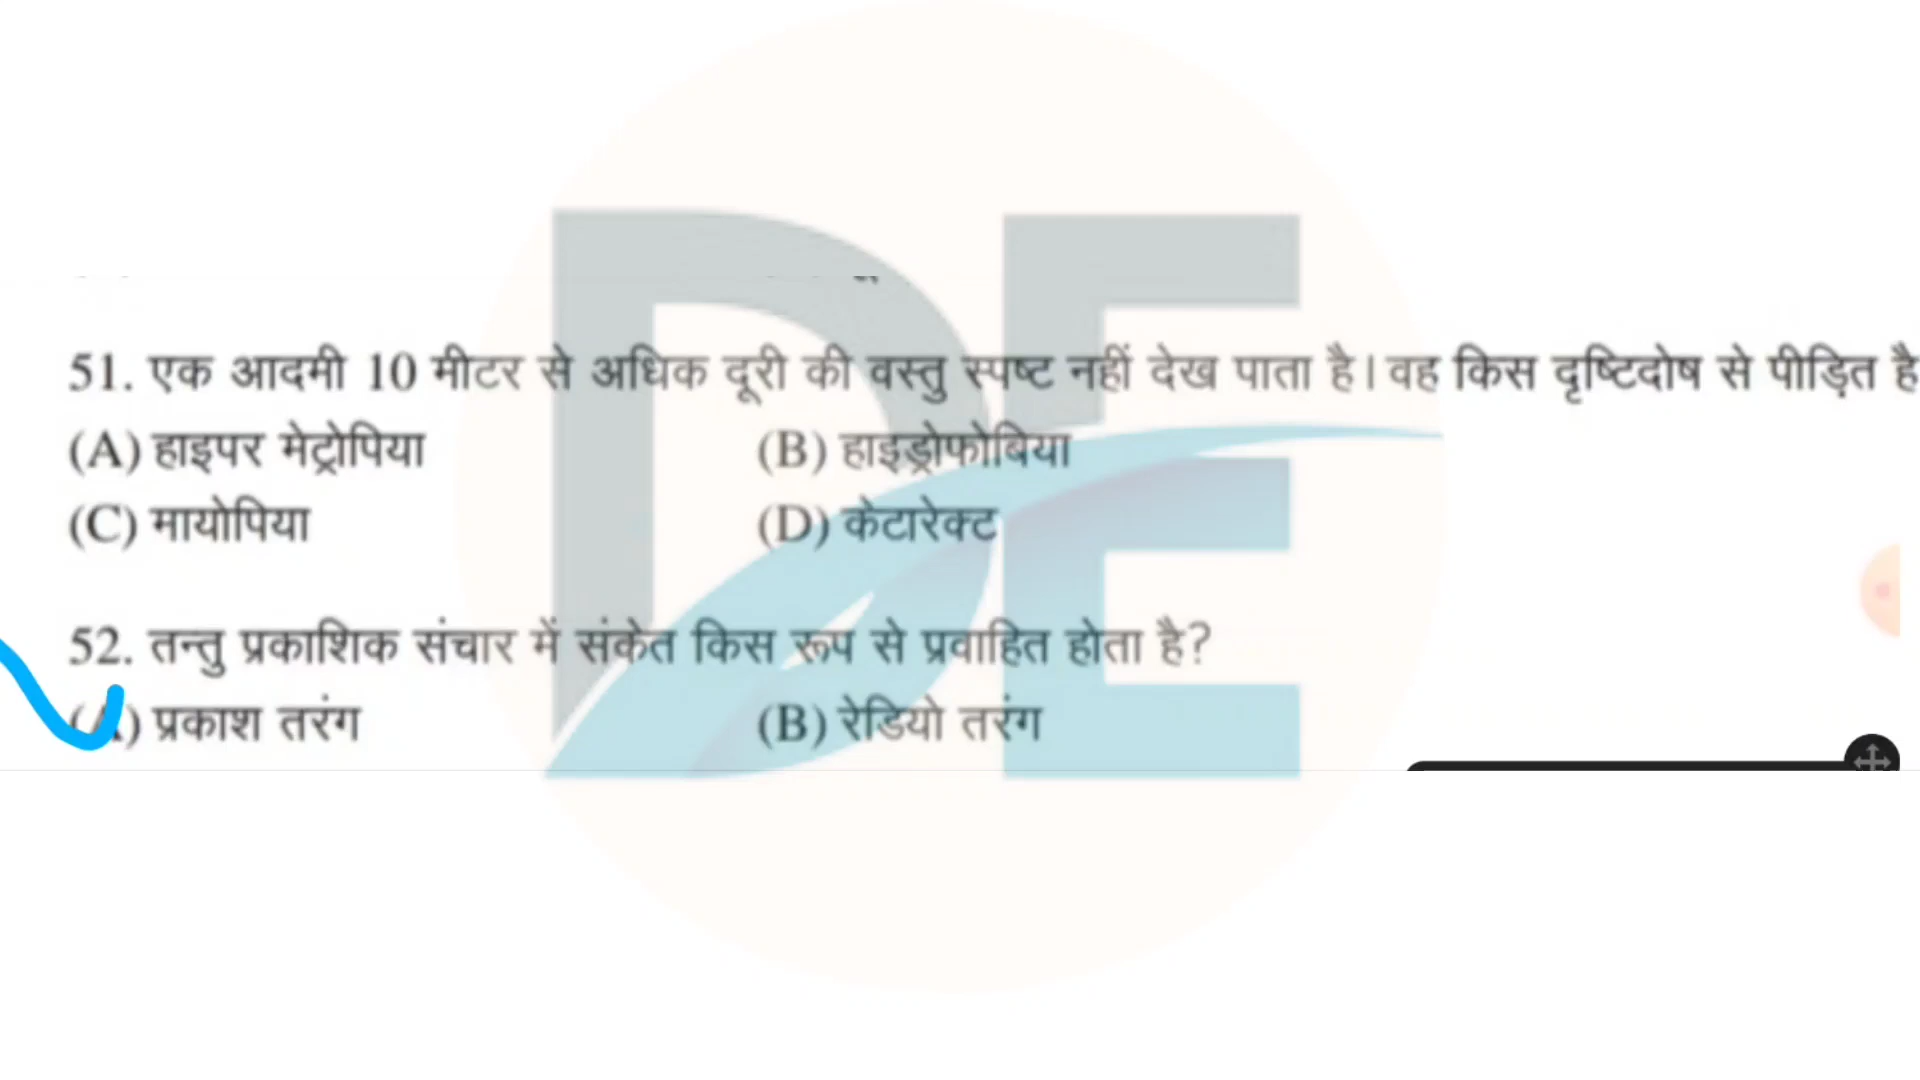 51. एक आदमी 10 मीटर से अधिक दूरी की वस्तु स्पष्ट नहीं देख पाता है। वह किस दृष्टिदोष से पीड़ित है
(A) हाइपर मेट्रोपिया (B) हाइड्रोफोबिया
(C) मायोपिया (D) केटारेक्ट
52. तन्तु प्रकाशिक संचार में संकेत किस रूप से प्रवाहित होता है?
(A) प्रकाश तरंग (B) रेडियो तरंग
DE